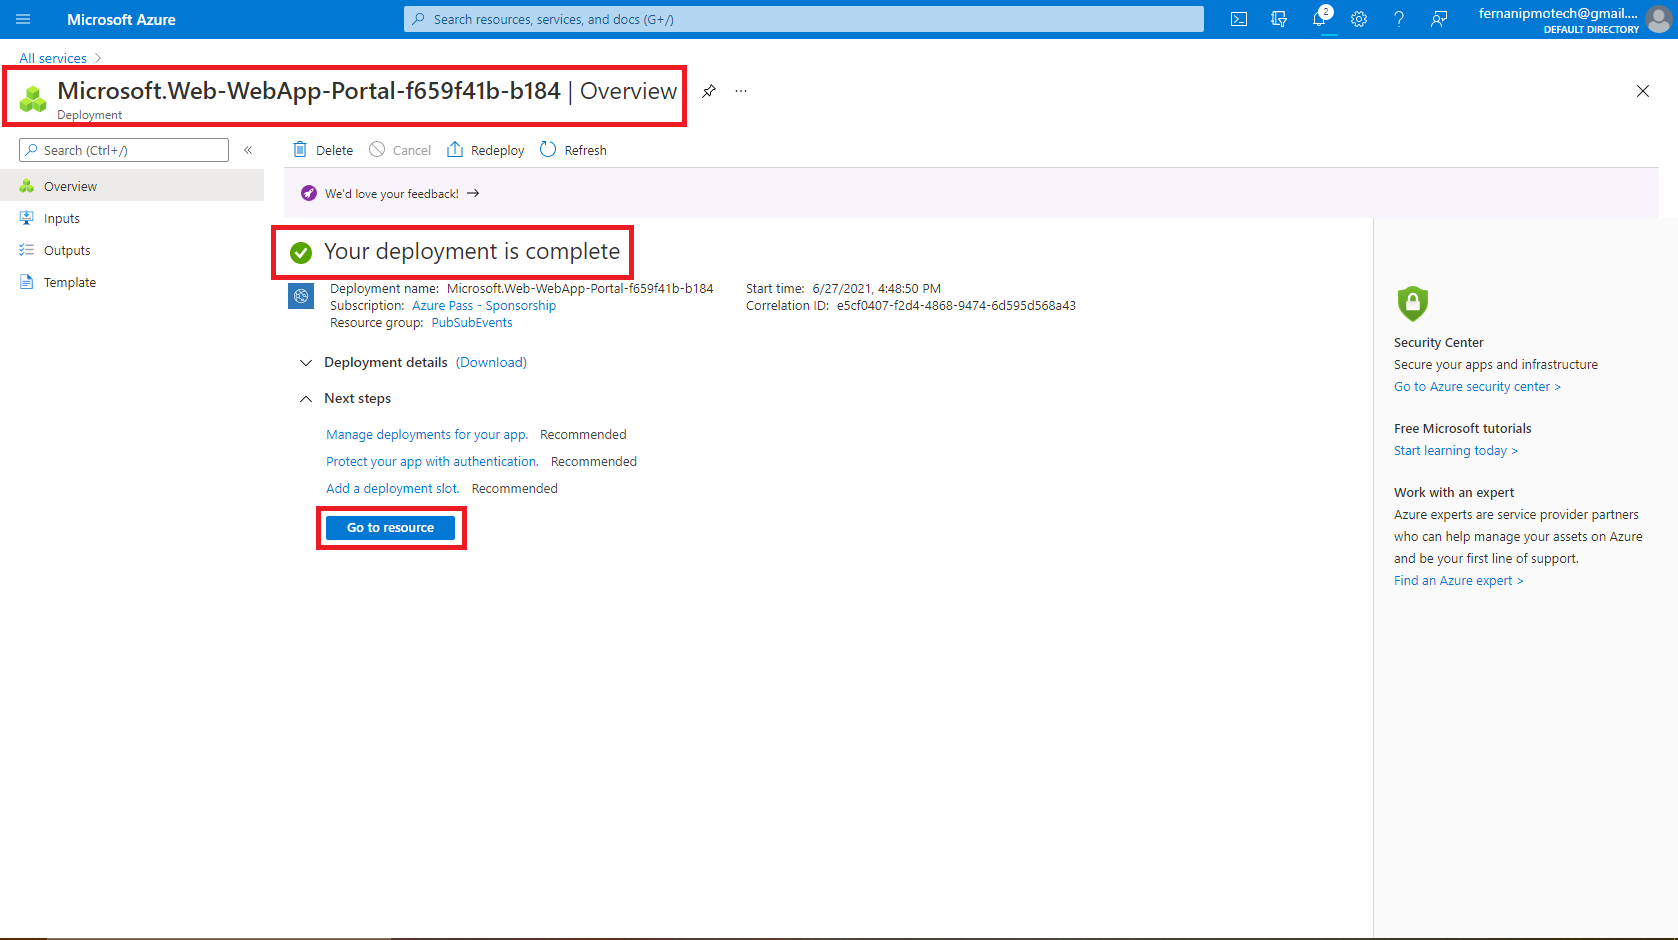 Microsoft Azure
Search resources, services, and docs (G+/)
2
fernanipmotech@gmail....
DEFAULT DIRECTORY
All services >
Microsoft.Web-WebApp-Portal-f659f41b-b184 | Overview
Deployment
Search (Ctrl+/)
Overview
Inputs
Outputs
Template
Delete
Cancel
Redeploy
Refresh
We'd love your feedback! →
Your deployment is complete
Deployment name: Microsoft.Web-WebApp-Portal-f659f41b-b184
Subscription: Azure Pass - Sponsorship
Resource group: PubSubEvents
Start time: 6/27/2021, 4:48:50 PM
Correlation ID: e5cf0407-f2d4-4868-9474-6d595d568a43
Deployment details (Download)
Next steps
Manage deployments for your app. Recommended
Protect your app with authentication. Recommended
Add a deployment slot. Recommended
Go to resource
Security Center
Secure your apps and infrastructure
Go to Azure security center >
Free Microsoft tutorials
Start learning today >
Work with an expert
Azure experts are service provider partners
who can help manage your assets on Azure
and be your first line of support.
Find an Azure expert >